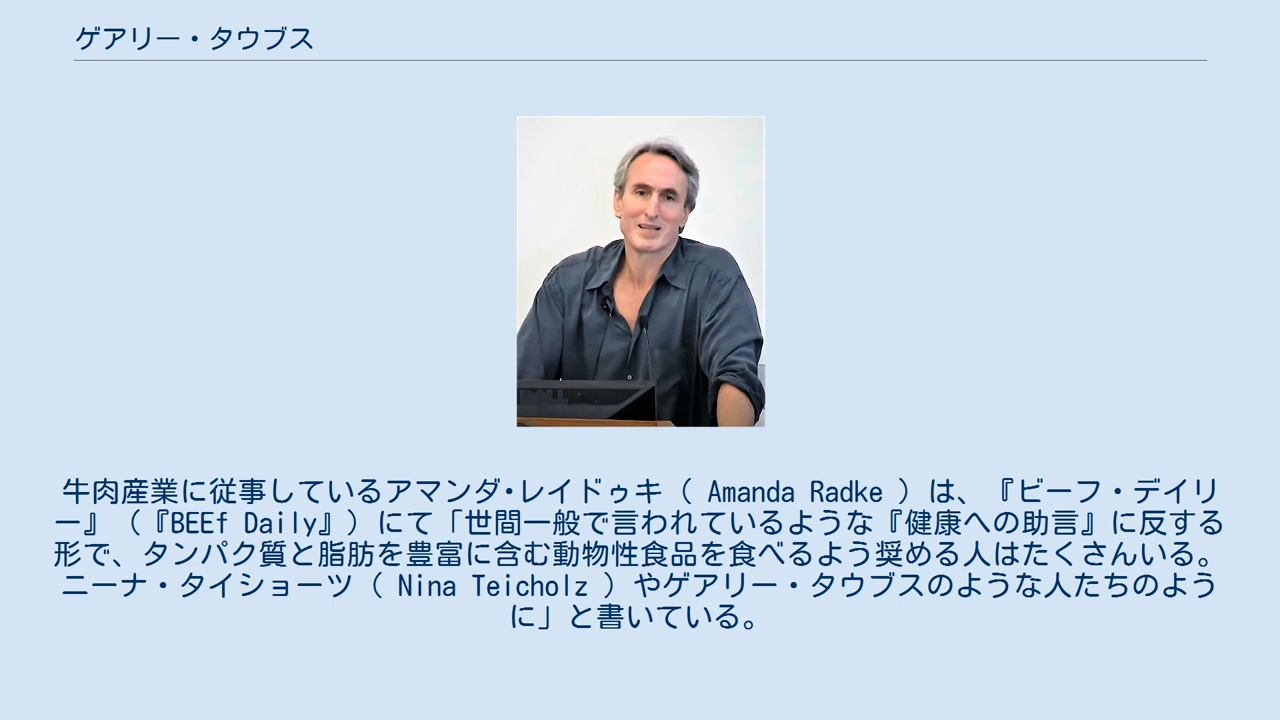 ゲアリー・タウブス
牛肉産業に従事しているアマンダ･レイドゥキ（ Amanda Radke ）は、『ビーフ・デイリ
ー』（『BEEf Daily』）にて「世間一般で言われているような『健康への助言』に反する
形で、タンパク質と脂肪を豊富に含む動物性食品を食べるよう奨める人はたくさんいる。
ニーナ・タイショーツ（ Nina Teicholz ）やゲアリー・タウブスのような人たちのよう
に」と書いている。